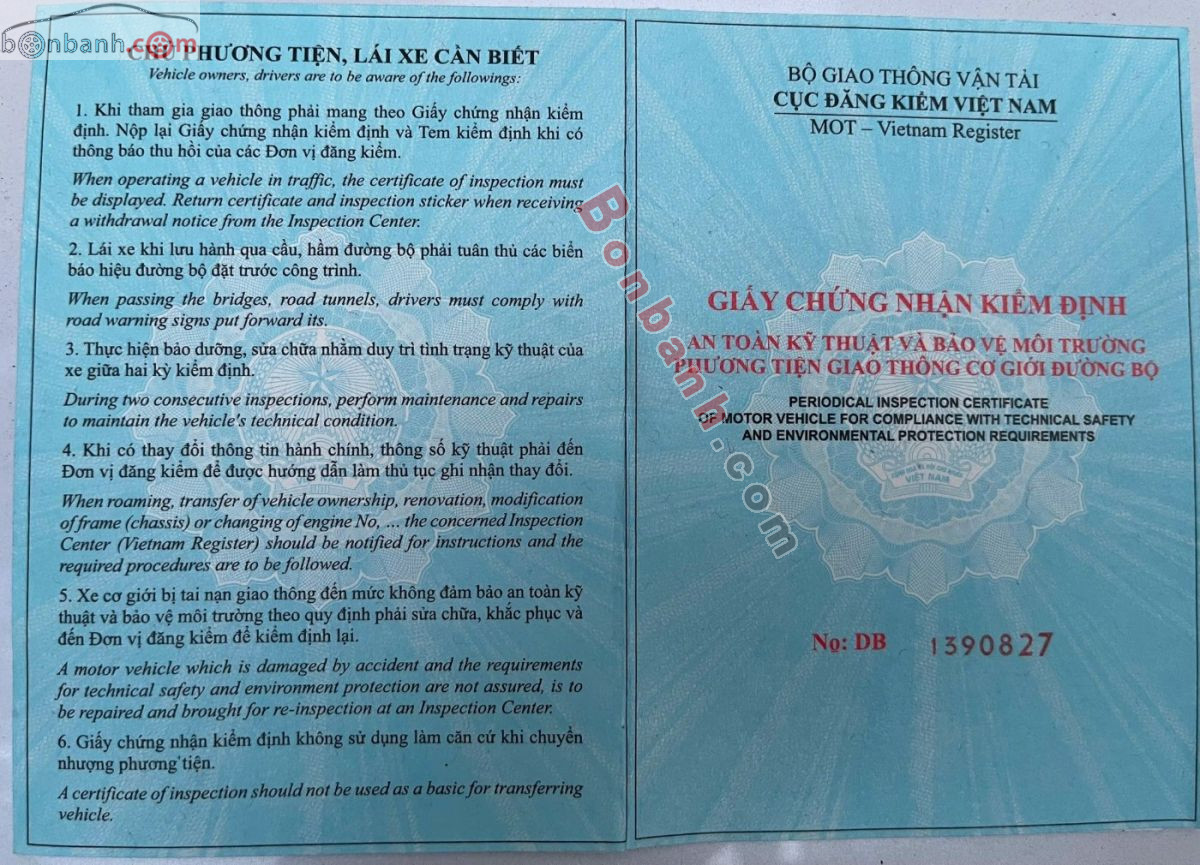 bonbanh.com
CHỦ PHƯƠNG TIỆN, LÁI XE CẦN BIẾT
Vehicle owners, drivers are to be aware of the followings:
1. Khi tham gia giao thông phải mang theo Giấy chứng nhận kiểm
định. Nộp lại Giấy chứng nhận kiểm định và Tem kiểm định khi có
thông báo thu hồi của các Đơn vị đăng kiểm.
When operating a vehicle in traffic, the certificate of inspection must
be displayed. Return certificate and inspection sticker when receiving
a withdrawal notice from the Inspection Center.
2. Lái xe khi lưu hành qua cầu, hầm đường bộ phải tuân thủ các biển
báo hiệu đường bộ đặt trước công trình.
When passing the bridges, road tunnels, drivers must comply with
road warning signs put forward its.
3. Thực hiện bảo dưỡng, sửa chữa nhằm duy trì tình trạng kỹ thuật của
xe giữa hai kỳ kiểm định.
During two consecutive inspections, perform maintenance and repairs
to maintain the vehicle's technical condition.
4. Khi có thay đổi thông tin hành chính, thông số kỹ thuật phải đến
Đơn vị đăng kiểm để được hướng dẫn làm thủ tục ghi nhận thay đổi.
When roaming, transfer of vehicle ownership, renovation, modification
of frame (chassis) or changing of engine No, ... the concerned Inspection
Center (Vietnam Register) should be notified for instructions and the
required procedures are to be followed.
5. Xe cơ giới bị tai nạn giao thông đến mức không đảm bảo an toàn kỹ
thuật và bảo vệ môi trường theo quy định phải sửa chữa, khắc phục và
đến Đơn vị đăng kiểm để kiểm định lại.
A motor vehicle which is damaged by accident and the requirements
for technical safety and environment protection are not assured, is to
be repaired and brought for re-inspection at an Inspection Center.
6. Giấy chứng nhận kiểm định không sử dụng làm căn cứ khi chuyển
nhượng phương tiện.
A certificate of inspection should not be used as a basic for transferring
vehicle.
BỘ GIAO THÔNG VẬN TẢI
CỤC ĐĂNG KIỂM VIỆT NAM
MOT – Vietnam Register
GIẤY CHỨNG NHẬN KIỂM ĐỊNH
AN TOÀN KỸ THUẬT VÀ BẢO VỆ MÔI TRƯỜNG
PHƯƠNG TIỆN GIAO THÔNG CƠ GIỚI ĐƯỜNG BỘ
PERIODICAL INSPECTION CERTIFICATE
OF MOTOR VEHICLE FOR COMPLIANCE WITH TECHNICAL SAFETY
AND ENVIRONMENTAL PROTECTION REQUIREMENTS
VIỆT NAM
Nọ: DB 1390827
Bonbanh.com